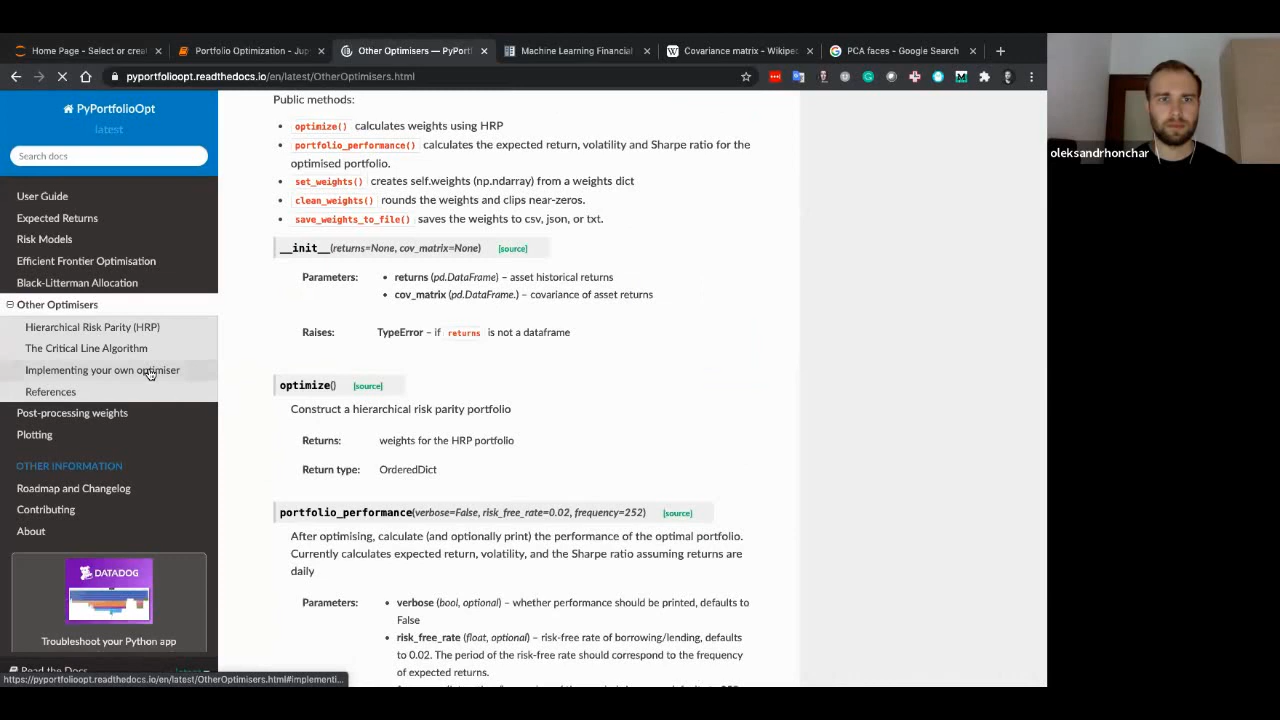 Home Page - Select or creat
Portfolio Optimization - Jup
Other Optimisers — PyPort
Machine Learning Financial
Covariance matrix - Wikiped
PCA faces - Google Search
pyportfolioopt.readthedocs.io/en/latest/OtherOptimisers.html
PyPortfolioOpt
latest
Search docs
User Guide
Expected Returns
Risk Models
Efficient Frontier Optimisation
Black-Litterman Allocation
Other Optimisers
Hierarchical Risk Parity (HRP)
The Critical Line Algorithm
Implementing your own optimiser
References
Post-processing weights
Plotting
OTHER INFORMATION
Roadmap and Changelog
Contributing
About
DATADOG
Troubleshoot your Python app
Read the Docs
https://pyportfolioopt.readthedocs.io/en/latest/OtherOptimisers.html#implementi...
Public methods:
optimize() calculates weights using HRP
portfolio_performance() calculates the expected return, volatility and Sharpe ratio for the
optimised portfolio.
set_weights() creates self.weights (np.ndarray) from a weights dict
clean_weights() rounds the weights and clips near-zeros.
save_weights_to_file() saves the weights to csv, json, or txt.
__init__(returns=None, cov_matrix=None) [source]
Parameters: • returns (pd.DataFrame) – asset historical returns
• cov_matrix (pd.DataFrame.) – covariance of asset returns
Raises: TypeError – if returns is not a dataframe
optimize() [source]
Construct a hierarchical risk parity portfolio
Returns: weights for the HRP portfolio
Return type: OrderedDict
portfolio_performance(verbose=False, risk_free_rate=0.02, frequency=252) [source]
After optimising, calculate (and optionally print) the performance of the optimal portfolio.
Currently calculates expected return, volatility, and the Sharpe ratio assuming returns are
daily
Parameters: • verbose (bool, optional) – whether performance should be printed, defaults to
False
• risk_free_rate (float, optional) – risk-free rate of borrowing/lending, defaults
to 0.02. The period of the risk-free rate should correspond to the frequency
of expected returns.
oleksandrhonchar